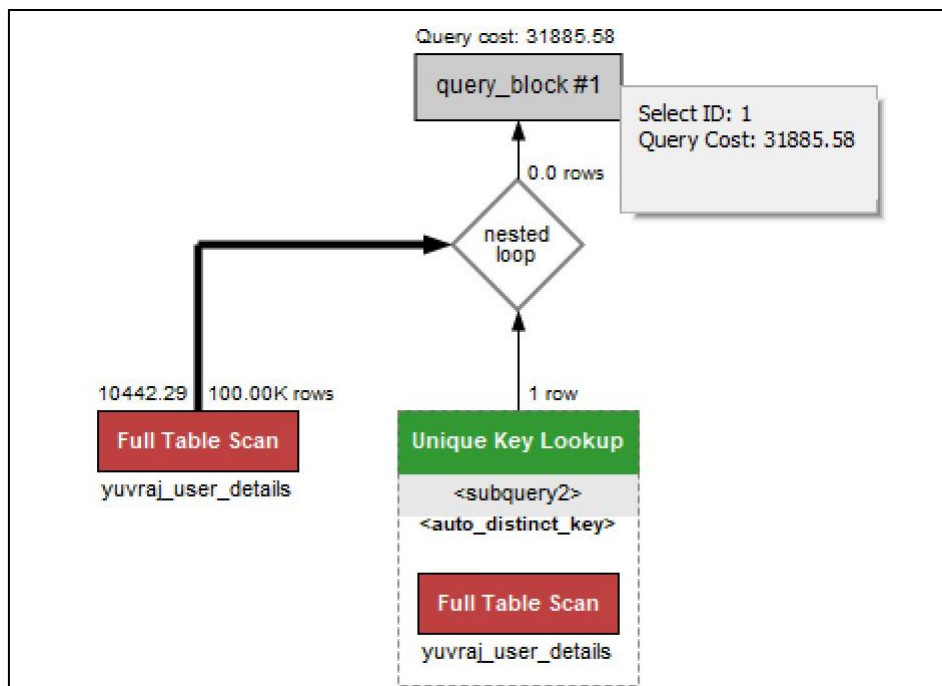 Query cost: 31885.58
query_block #1
Select ID: 1
Query Cost: 31885.58
0.0 rows
nested
loop
10442.29 100.00K rows
1 row
Full Table Scan
Unique Key Lookup
yuvraj_user_details
<subquery2>
<auto_distinct_key>
Full Table Scan
yuvraj_user_details